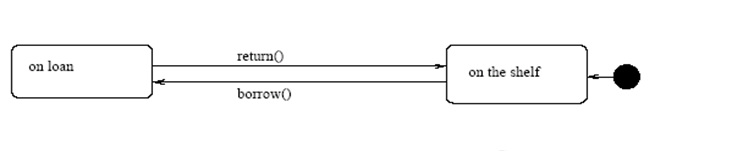 return()
on loan
on the shelf
borrow()